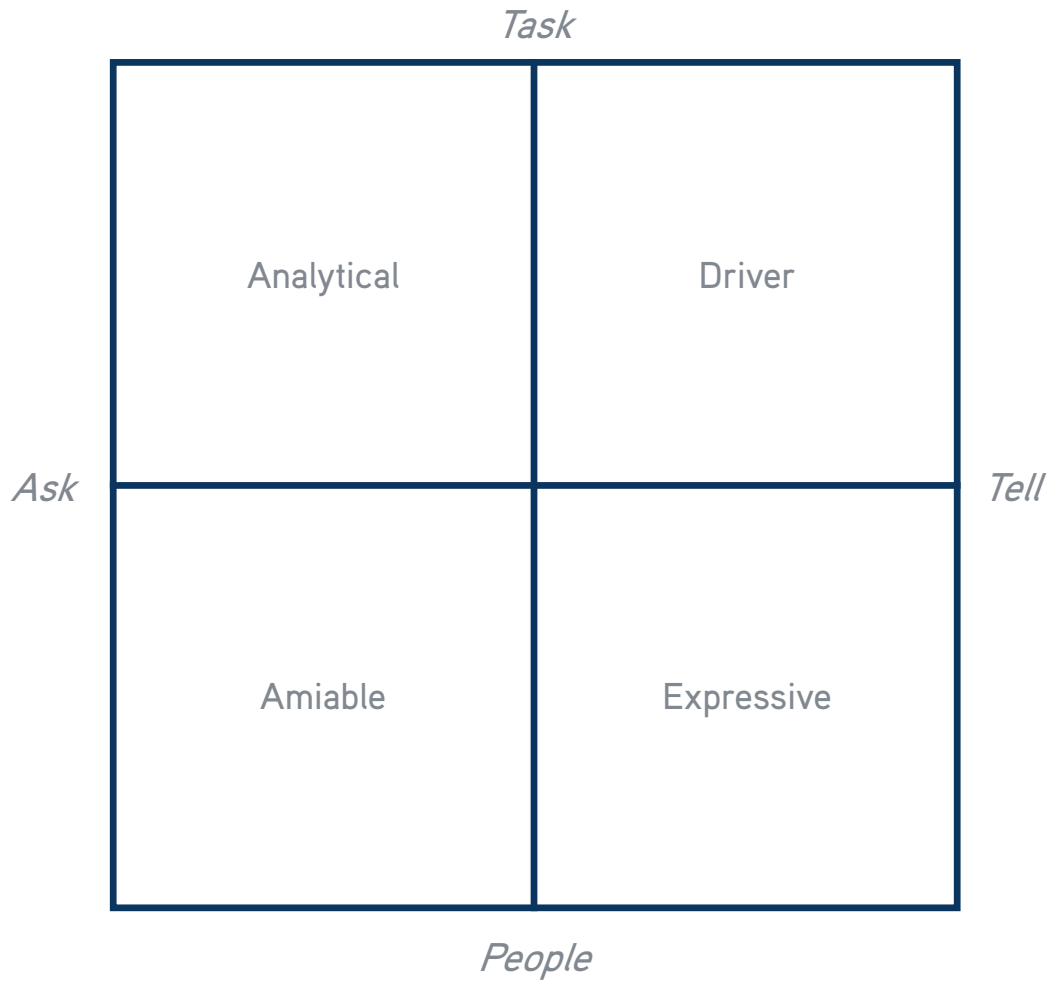 Task
Analytical
Driver
Ask
Tell
Amiable
Expressive
People